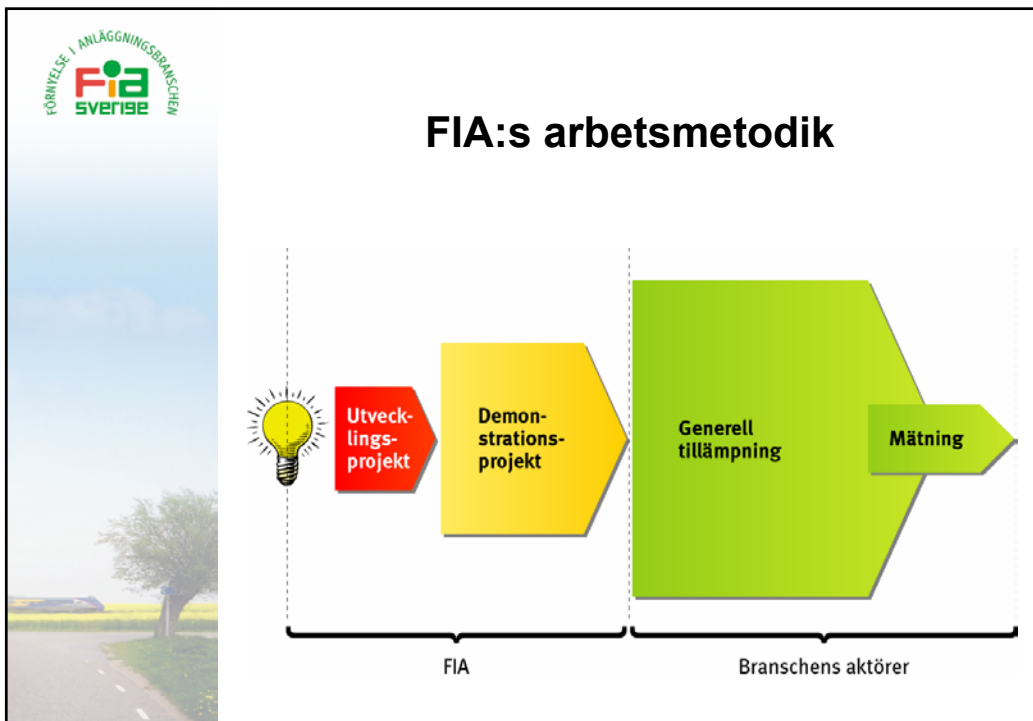 FÖRNYELSE I ANLÄGGNINGSBRANSCHEN
FIA
SVERIGE
FIA:s arbetsmetodik
Utveck-
lings-
projekt
Demon-
strations-
projekt
Generell
tillämpning
Mätning
FIA
Branschens aktörer